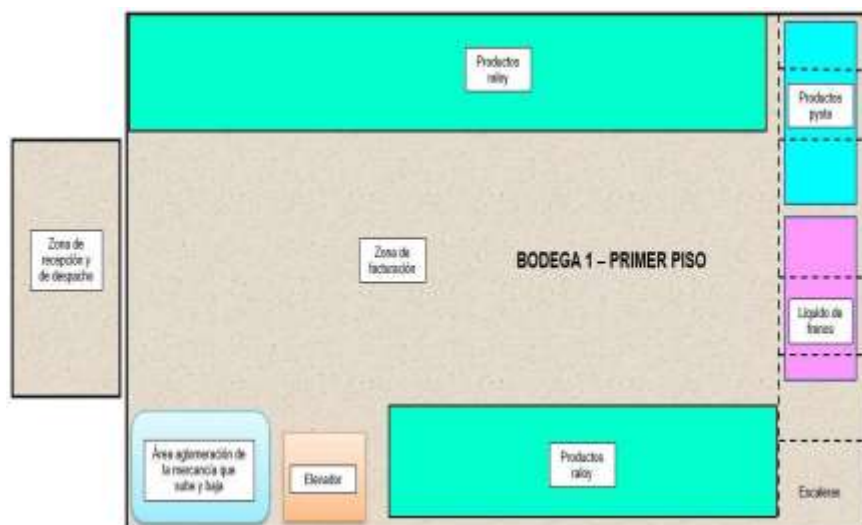 Productos
raloy
Productos
pysta
Zona de
recepción y
de despacho
Zona de
facturación
BODEGA 1 – PRIMER PISO
Líquido de
frenos
Área aglomeración de
la mercancía que
sube y baja
Elevador
Productos
raloy
Escaleras